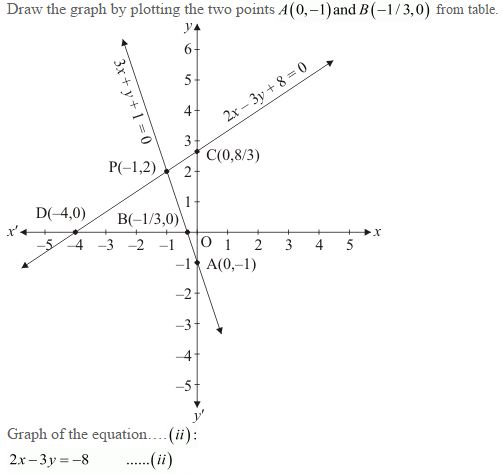 Draw the graph by plotting the two points A(0,−1) and B(−1/3,0) from table.
y
6
5
4
3
2
1
3x + y + 1 = 0
2x − 3y + 8 = 0
C(0,8/3)
P(−1,2)
D(−4,0)
B(−1/3,0)
x'
x
−5 −4 −3 −2 −1 O 1 2 3 4 5
−1 A(0,−1)
−2
−3
−4
−5
y'
Graph of the equation....(ii):
2x − 3y = −8 ......(ii)